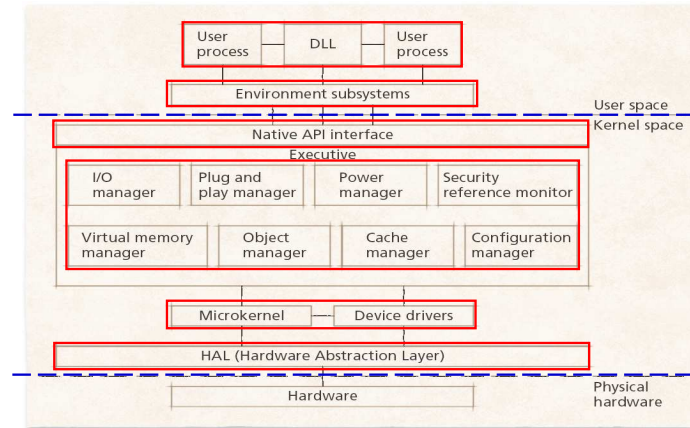 User
process
DLL
User
process
Environment subsystems
User space
Kernel space
Native API interface
Executive
I/O
manager
Plug and
play manager
Power
manager
Security
reference monitor
Virtual memory
manager
Object
manager
Cache
manager
Configuration
manager
Microkernel
Device drivers
HAL (Hardware Abstraction Layer)
Physical
hardware
Hardware